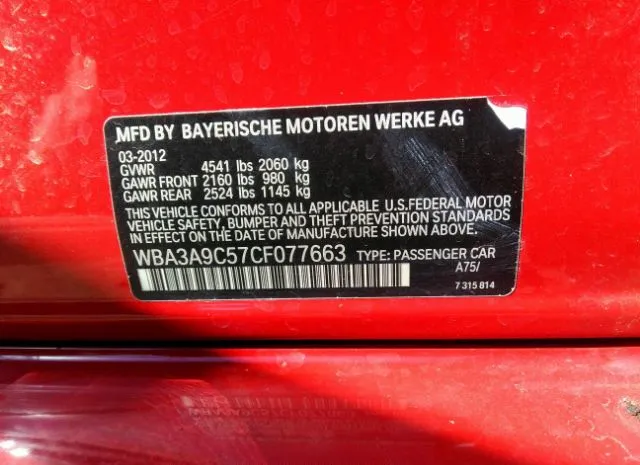 MFD BY BAYERISCHE MOTOREN WERKE AG
03-2012
GVWR 4541 lbs 2060 kg
GAWR FRONT 2160 lbs 980 kg
GAWR REAR 2524 lbs 1145 kg
THIS VEHICLE CONFORMS TO ALL APPLICABLE U.S.FEDERAL MOTOR
VEHICLE SAFETY, BUMPER AND THEFT PREVENTION STANDARDS
IN EFFECT ON THE DATE OF MANUFACTURE SHOWN ABOVE.
WBA3A9C57CF077663 TYPE: PASSENGER CAR
A75/
7 315 814